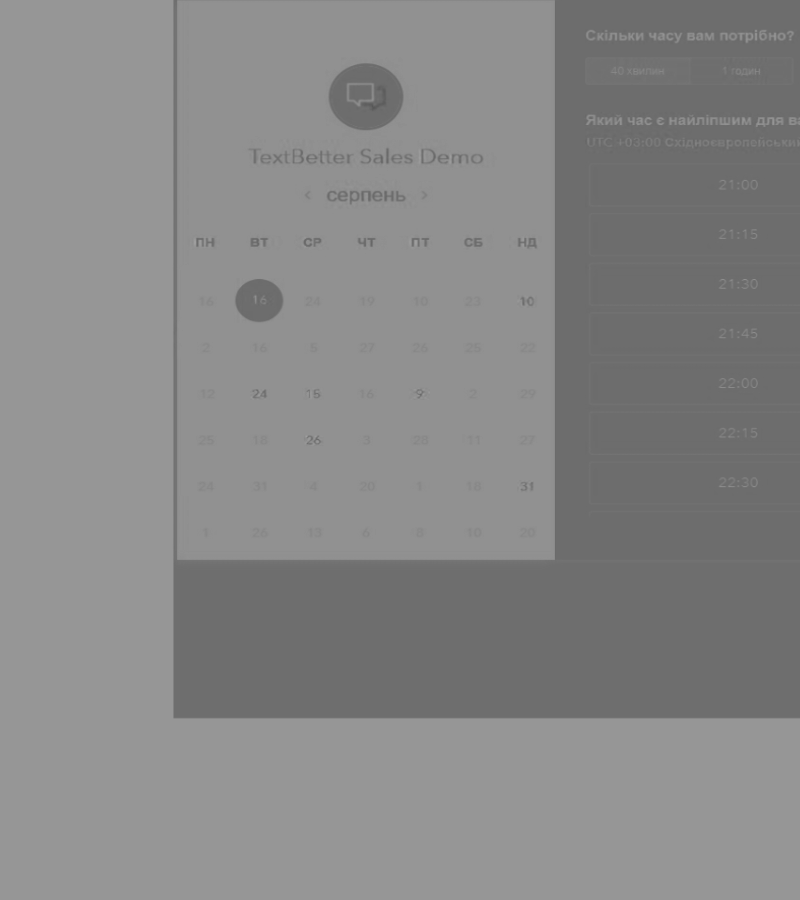 TextBetter Sales Demo
‹ серпень ›
ПН ВТ СР ЧТ ПТ СБ НД
16 16 24 19 18 23 10
2 16 5 27 26 25 22
12 24 15 16 9 2 29
25 18 26 3 28 11 27
24 31 4 20 1 18 31
1 26 13 6 8 10 20
Скільки часу вам потрібно?
40 хвилин 1 годин
Який час є найліпшим для
UTC +03:00
21:00
21:15
21:30
21:45
22:00
22:15
22:30